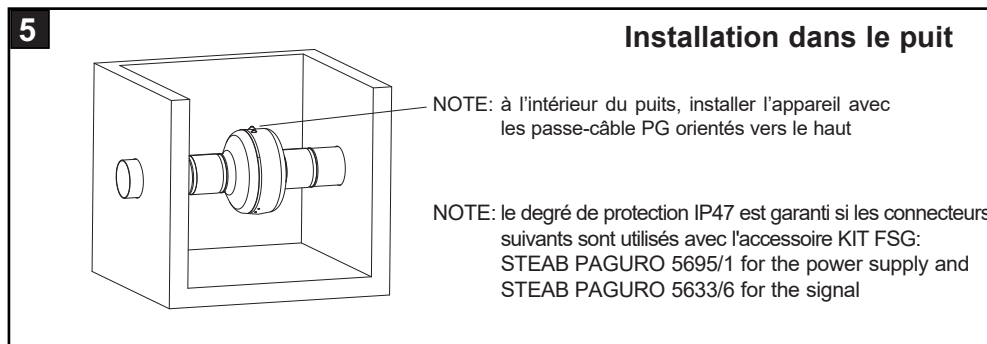 5
Installation dans le puit
NOTE: à l’intérieur du puits, installer l’appareil avec
les passe-câble PG orientés vers le haut
NOTE: le degré de protection IP47 est garanti si les connecteurs
suivants sont utilisés avec l'accessoire KIT FSG:
STEAB PAGURO 5695/1 for the power supply and
STEAB PAGURO 5633/6 for the signal